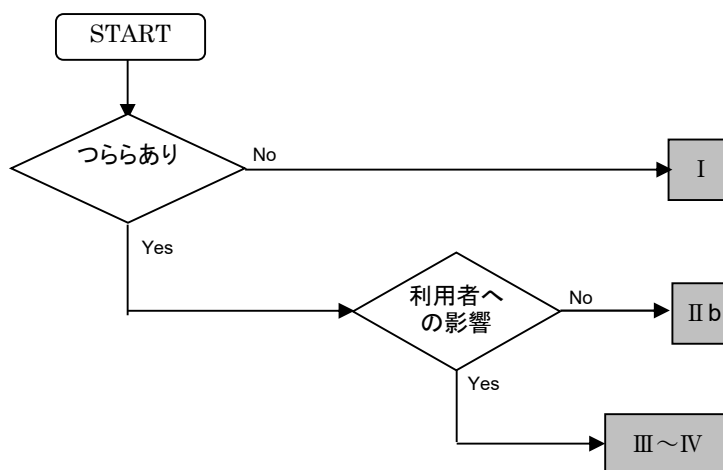 START
つららあり
No
Ⅰ
Yes
利用者へ
の影響
No
Ⅱb
Yes
Ⅲ～Ⅳ